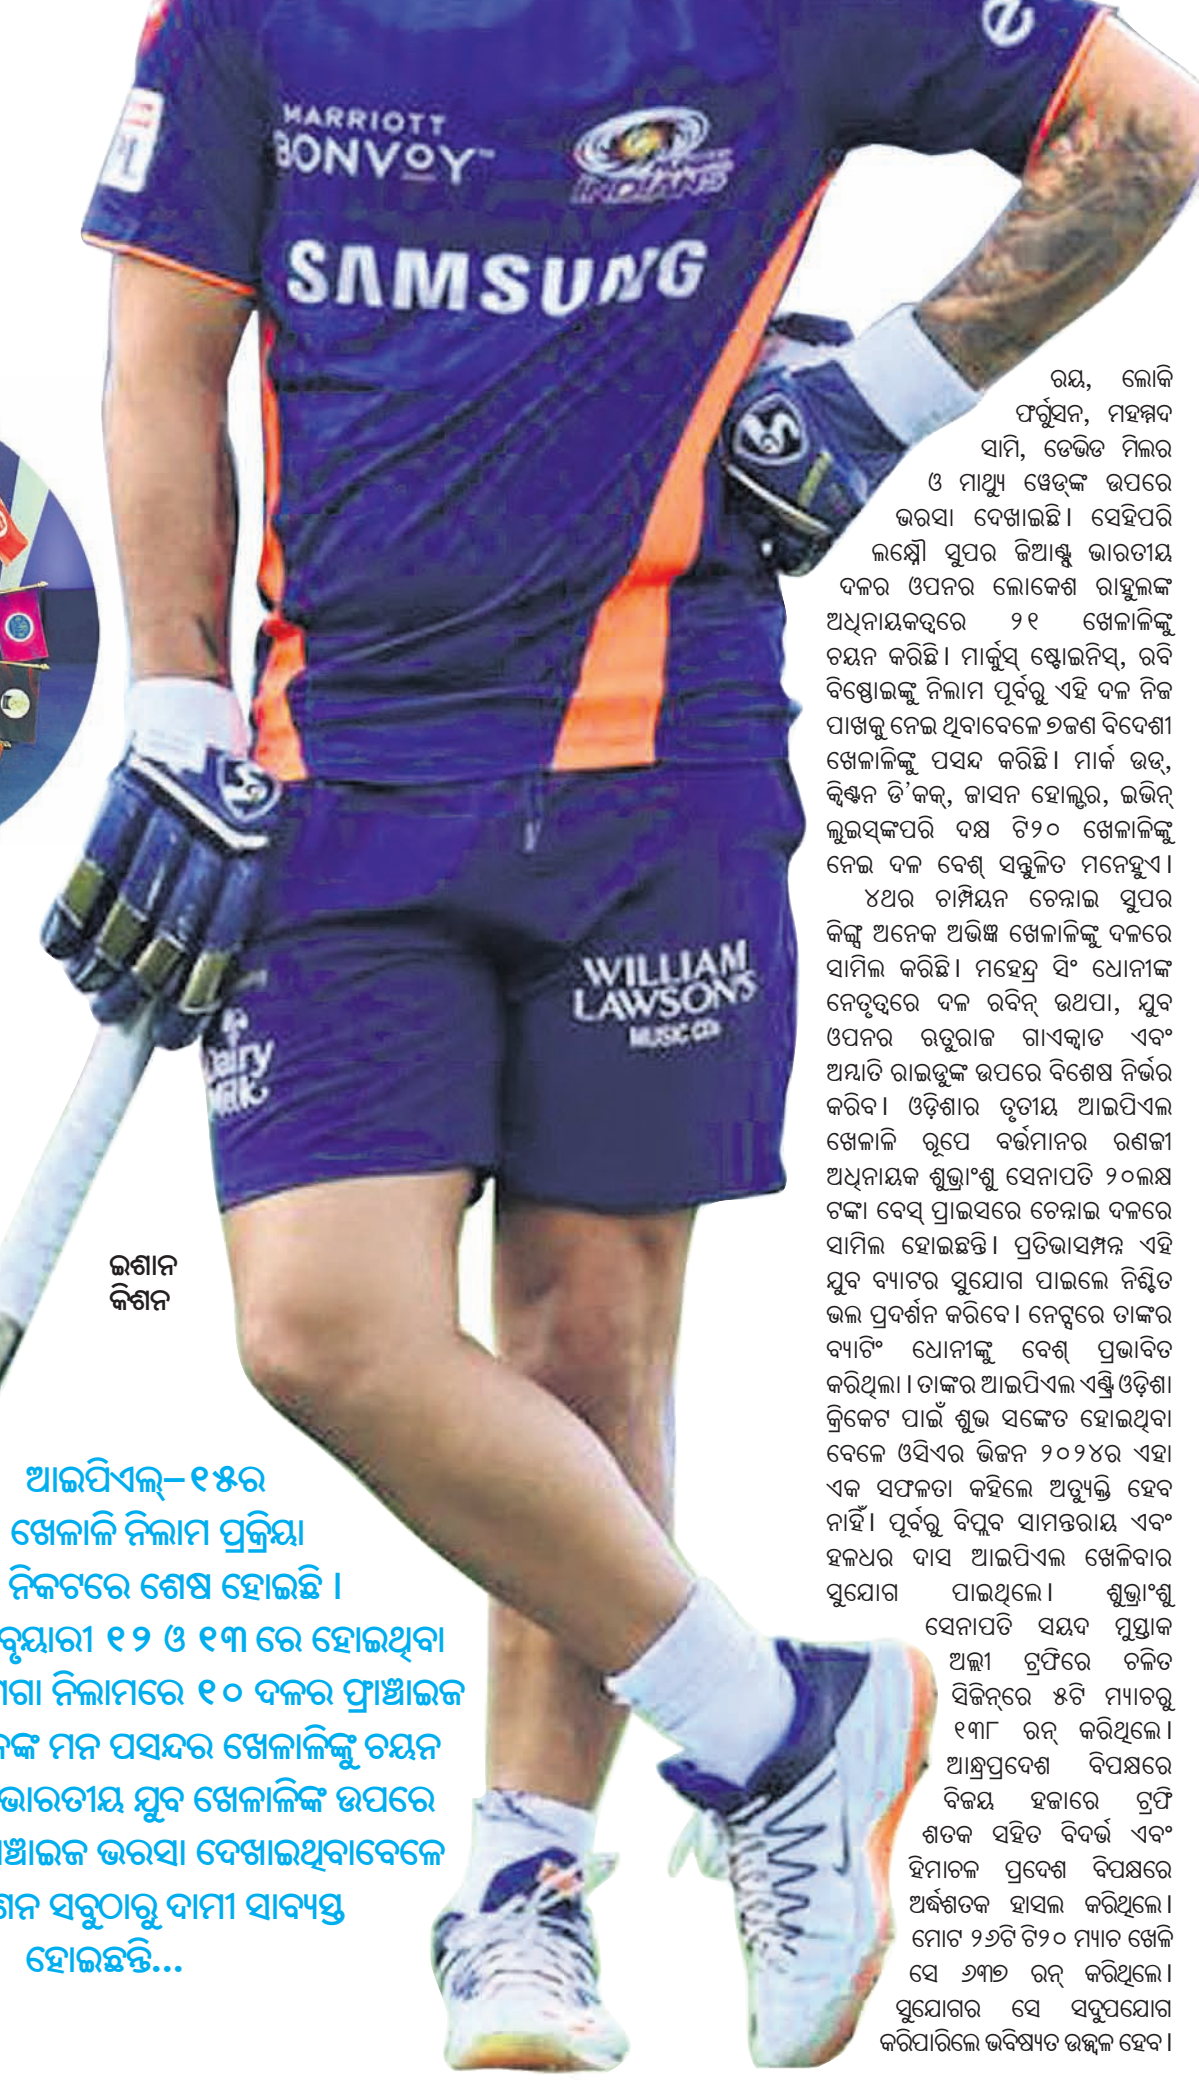 MARRIOTT
BONVOY™
INDIANS
SAMSUNG
WILLIAM
LAWSON'S
MUSIC CDs
Dairy
Milk
ଇଶାନ
କିଶନ
ଆଇପିଏଲ୍–୧୫ର
ଖେଳାଳି ନିଲାମ ପ୍ରକ୍ରିୟା
ନିକଟରେ ଶେଷ ହୋଇଛି ।
୧୨ ଓ ୧୩ ରେ ହୋଇଥିବା
ନିଲାମରେ ୧୦ ଦଳର ଫ୍ରାଞ୍ଚାଇଜ
ମନ ପସନ୍ଦର ଖେଳାଳିଙ୍କୁ ଚୟନ
ଭାରତୀୟ ଯୁବ ଖେଳାଳିଙ୍କ ଉପରେ
ଭରସା ଦେଖାଇଥିବାବେଳେ
ସବୁଠାରୁ ଦାମୀ ସାବ୍ୟସ୍ତ
ହୋଇଛନ୍ତି...
ରୟ, ଲୋକି
ଫର୍ଗୁସନ, ମହମ୍ମଦ
ସାମି, ଡେଭିଡ ମିଲର
ଓ ମାଥ୍ୟୁ ୱେଡ୍‌ଙ୍କ ଉପରେ
ଭରସା ଦେଖାଇଛି। ସେହିପରି
ଲକ୍ଷ୍ନୌ ସୁପର ଜିଆଣ୍ଟ୍ସ ଭାରତୀୟ
ଦଳର ଓପନର ଲୋକେଶ ରାହୁଲଙ୍କ
ଅଧିନାୟକତ୍ୱରେ ୨୧ ଖେଳାଳିଙ୍କୁ
ଚୟନ କରିଛି। ମାର୍କୁସ୍ ଷ୍ଟୋଇନିସ୍, ରବି
ବିଷ୍ଣୋଇଙ୍କୁ ନିଲାମ ପୂର୍ବରୁ ଏହି ଦଳ ନିଜ
ପାଖକୁ ନେଇ ଥିବାବେଳେ ୭ଜଣ ବିଦେଶୀ
ଖେଳାଳିଙ୍କୁ ପସନ୍ଦ କରିଛି। ମାର୍କ ଉଡ୍,
କ୍ୱିଣ୍ଟନ ଡି'କକ୍, ଜାସନ ହୋଲ୍ଡର, ଇଭିନ୍
ଲୁଇସ୍‌ଙ୍କପରି ଦକ୍ଷ ଟି୨୦ ଖେଳାଳିଙ୍କୁ
ନେଇ ଦଳ ବେଶ୍ ସନ୍ତୁଳିତ ମନେହୁଏ।
୪ଥର ଚାମ୍ପିୟନ ଚେନ୍ନାଇ ସୁପର
କିଙ୍ଗ୍ସ ଅନେକ ଅଭିଜ୍ଞ ଖେଳାଳିଙ୍କୁ ଦଳରେ
ସାମିଲ କରିଛି। ମହେନ୍ଦ୍ର ସିଂ ଧୋନୀଙ୍କ
ନେତୃତ୍ୱରେ ଦଳ ରବିନ୍ ଉଥପା, ଯୁବ
ଓପନର ଋତୁରାଜ ଗାଏକ୍ୱାଡ ଏବଂ
ଅମ୍ବାତି ରାଇଡୁଙ୍କ ଉପରେ ବିଶେଷ ନିର୍ଭର
କରିବ। ଓଡ଼ିଶାର ତୃତୀୟ ଆଇପିଏଲ
ଖେଳାଳି ରୂପେ ବର୍ତ୍ତମାନର ରଣଜୀ
ଅଧିନାୟକ ଶୁଭ୍ରାଂଶୁ ସେନାପତି ୨୦ଲକ୍ଷ
ଟଙ୍କା ବେସ୍ ପ୍ରାଇସରେ ଚେନ୍ନାଇ ଦଳରେ
ସାମିଲ ହୋଇଛନ୍ତି। ପ୍ରତିଭାସମ୍ପନ୍ନ ଏହି
ଯୁବ ବ୍ୟାଟର ସୁଯୋଗ ପାଇଲେ ନିଶ୍ଚିତ
ଭଲ ପ୍ରଦର୍ଶନ କରିବେ। ନେଟ୍ସରେ ତାଙ୍କର
ବ୍ୟାଟିଂ ଧୋନୀଙ୍କୁ ବେଶ୍ ପ୍ରଭାବିତ
କରିଥିଲା। ତାଙ୍କର ଆଇପିଏଲ ଏଣ୍ଟ୍ରି ଓଡ଼ିଶା
କ୍ରିକେଟ ପାଇଁ ଶୁଭ ସଙ୍କେତ ହୋଇଥିବା
ବେଳେ ଓସିଏର ଭିଜନ ୨୦୨୪ର ଏହା
ଏକ ସଫଳତା କହିଲେ ଅତ୍ୟୁକ୍ତି ହେବ
ନାହିଁ। ପୂର୍ବରୁ ବିପ୍ଲବ ସାମନ୍ତରାୟ ଏବଂ
ହଳଧର ଦାସ ଆଇପିଏଲ ଖେଳିବାର
ସୁଯୋଗ ପାଇଥିଲେ। ଶୁଭ୍ରାଂଶୁ
ସେନାପତି ସୟଦ ମୁସ୍ତାକ
ଅଲ୍ଲୀ ଟ୍ରଫିରେ ଚଳିତ
ସିଜିନ୍‌ରେ ୫ଟି ମ୍ୟାଚରୁ
୧୩୮ ରନ୍ କରିଥିଲେ।
ଆନ୍ଧ୍ରପ୍ରଦେଶ ବିପକ୍ଷରେ
ବିଜୟ ହଜାରେ ଟ୍ରଫି
ଶତକ ସହିତ ବିଦର୍ଭ ଏବଂ
ହିମାଚଳ ପ୍ରଦେଶ ବିପକ୍ଷରେ
ଅର୍ଦ୍ଧଶତକ ହାସଲ କରିଥିଲେ।
ମୋଟ ୨୬ଟି ଟି୨୦ ମ୍ୟାଚ ଖେଳି
ସେ ୬୩୭ ରନ୍ କରିଥିଲେ।
ସୁଯୋଗର ସେ ସଦୁପଯୋଗ
କରିପାରିଲେ ଭବିଷ୍ୟତ ଉଜ୍ଜ୍ୱଳ ହେବ।